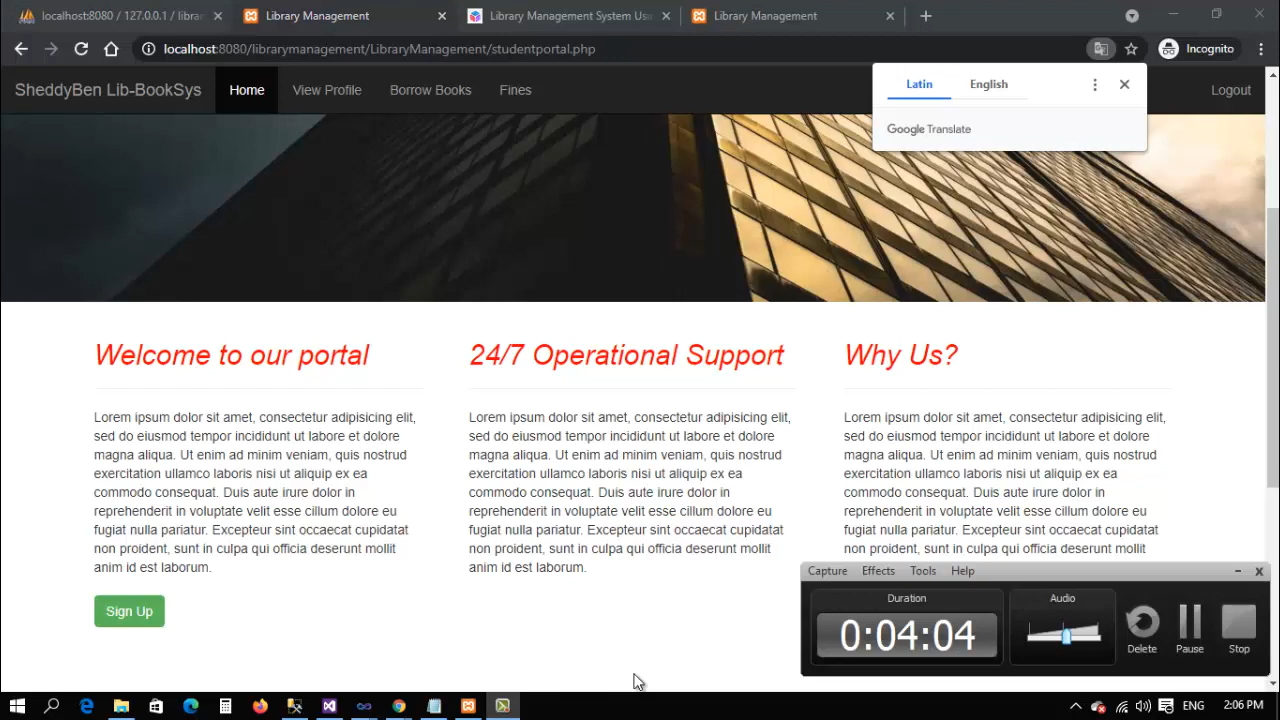 localhost:8080 / 127.0.0.1 / libra
Library Management
Library Management System Use
Library Management
localhost:8080/librarymanagement/LibraryManagement/studentportal.php
Incognito
SheddyBen Lib-BookSys
Home
View Profile
Borrow Books
Fines
Logout
Latin
English
Google Translate
Welcome to our portal
Lorem ipsum dolor sit amet, consectetur adipisicing elit,
sed do eiusmod tempor incididunt ut labore et dolore
magna aliqua. Ut enim ad minim veniam, quis nostrud
exercitation ullamco laboris nisi ut aliquip ex ea
commodo consequat. Duis aute irure dolor in
reprehenderit in voluptate velit esse cillum dolore eu
fugiat nulla pariatur. Excepteur sint occaecat cupidatat
non proident, sunt in culpa qui officia deserunt mollit
anim id est laborum.
Sign Up
24/7 Operational Support
Lorem ipsum dolor sit amet, consectetur adipisicing elit,
sed do eiusmod tempor incididunt ut labore et dolore
magna aliqua. Ut enim ad minim veniam, quis nostrud
exercitation ullamco laboris nisi ut aliquip ex ea
commodo consequat. Duis aute irure dolor in
reprehenderit in voluptate velit esse cillum dolore eu
fugiat nulla pariatur. Excepteur sint occaecat cupidatat
non proident, sunt in culpa qui officia deserunt mollit
anim id est laborum.
Why Us?
Lorem ipsum dolor sit amet, consectetur adipisicing elit,
sed do eiusmod tempor incididunt ut labore et dolore
magna aliqua. Ut enim ad minim veniam, quis nostrud
exercitation ullamco laboris nisi ut aliquip ex ea
commodo consequat. Duis aute irure dolor in
reprehenderit in voluptate velit esse cillum dolore eu
fugiat nulla pariatur. Excepteur sint occaecat cupidatat
non proident, sunt in culpa qui officia deserunt mollit
Capture
Effects
Tools
Help
Duration
0:04:04
Audio
Delete
Pause
Stop
ENG
2:06 PM